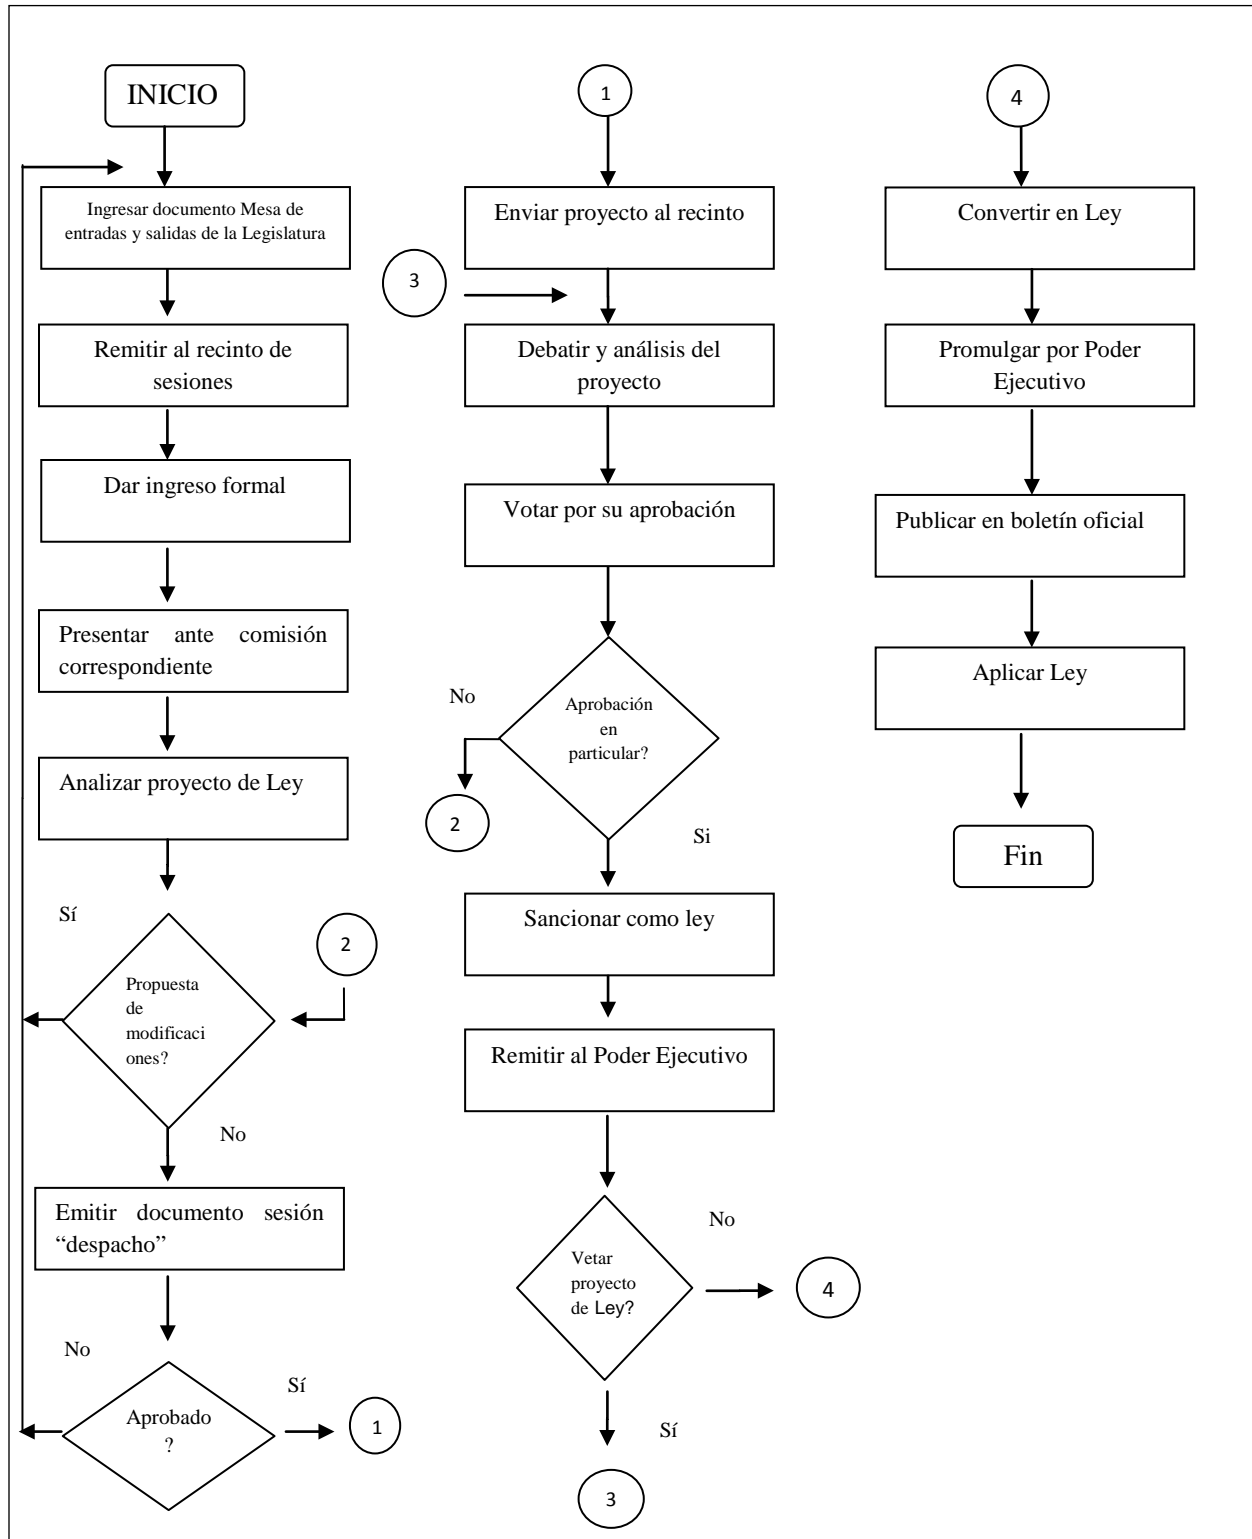 INICIO
Ingresar documento Mesa de
entradas y salidas de la Legislatura
Remitir al recinto de
sesiones
Dar ingreso formal
Presentar ante comisión
correspondiente
Analizar proyecto de Ley
Sí
2
Propuesta
de
modificaci
ones?
No
Emitir documento sesión
“despacho”
No
Aprobado
?
Sí
1
1
Enviar proyecto al recinto
3
Debatir y análisis del
proyecto
Votar por su aprobación
No
Aprobación
en
particular?
2
Si
Sancionar como ley
Remitir al Poder Ejecutivo
Vetar
proyecto
de Ley?
No
4
Sí
3
4
Convertir en Ley
Promulgar por Poder
Ejecutivo
Publicar en boletín oficial
Aplicar Ley
Fin